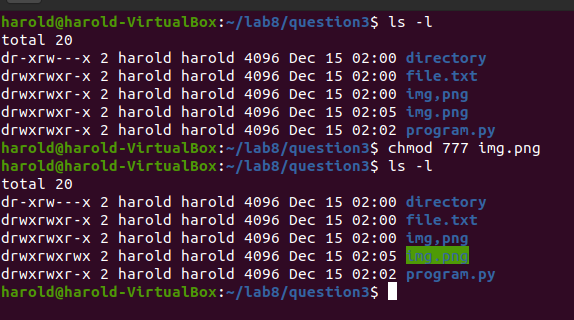 harold@harold-VirtualBox:~/lab8/question3$ ls -l
total 20
dr-xrw---x 2 harold harold 4096 Dec 15 02:00 directory
drwxrwxr-x 2 harold harold 4096 Dec 15 02:00 file.txt
drwxrwxr-x 2 harold harold 4096 Dec 15 02:00 img,png
drwxrwxr-x 2 harold harold 4096 Dec 15 02:05 img.png
drwxrwxr-x 2 harold harold 4096 Dec 15 02:02 program.py
harold@harold-VirtualBox:~/lab8/question3$ chmod 777 img.png
harold@harold-VirtualBox:~/lab8/question3$ ls -l
total 20
dr-xrw---x 2 harold harold 4096 Dec 15 02:00 directory
drwxrwxr-x 2 harold harold 4096 Dec 15 02:00 file.txt
drwxrwxr-x 2 harold harold 4096 Dec 15 02:00 img,png
drwxrwxrwx 2 harold harold 4096 Dec 15 02:05 img.png
drwxrwxr-x 2 harold harold 4096 Dec 15 02:02 program.py
harold@harold-VirtualBox:~/lab8/question3$